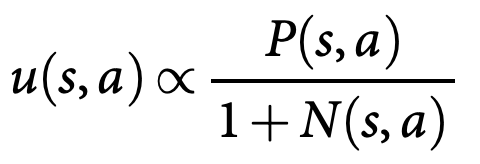 u(s, a) ∝ P(s, a) / (1 + N(s, a))